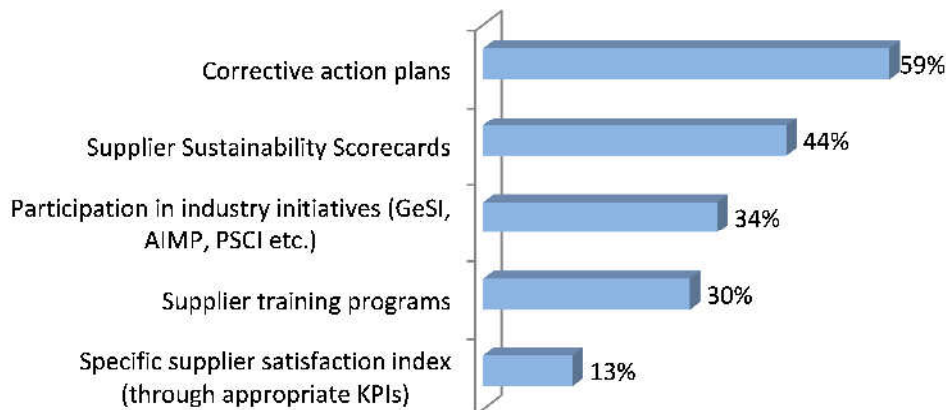 Corrective action plans
59%
Supplier Sustainability Scorecards
44%
Participation in industry initiatives (GeSI,
AIMP, PSCI etc.)
34%
Supplier training programs
30%
Specific supplier satisfaction index
(through appropriate KPIs)
13%